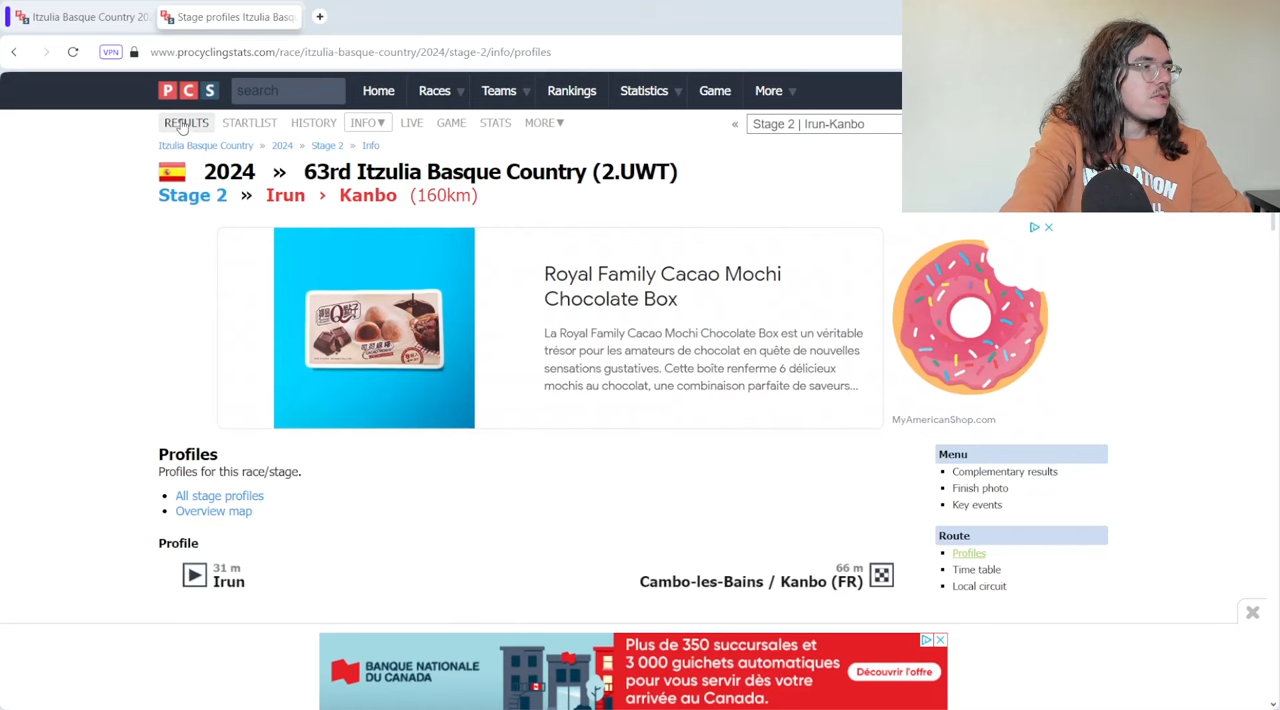 Itzulia Basque Country 20
Stage profiles Itzulia Basq
VPN
www.procyclingstats.com/race/itzulia-basque-country/2024/stage-2/info/profiles
P C S
search
Home
Races
Teams
Rankings
Statistics
Game
More
RESULTS
STARTLIST
HISTORY
INFO▼
LIVE
GAME
STATS
MORE▼
«
Stage 2 | Irun-Kanbo
Itzulia Basque Country » 2024 » Stage 2 » Info
2024 » 63rd Itzulia Basque Country (2.UWT)
Stage 2 » Irun › Kanbo (160km)
Royal Family Cacao Mochi
Chocolate Box
La Royal Family Cacao Mochi Chocolate Box est un véritable
trésor pour les amateurs de chocolat en quête de nouvelles
sensations gustatives. Cette boîte renferme 6 délicieux
mochis au chocolat, une combinaison parfaite de saveurs...
MyAmericanShop.com
Profiles
Profiles for this race/stage.
All stage profiles
Overview map
Profile
31 m
Irun
66 m
Cambo-les-Bains / Kanbo (FR)
Menu
Complementary results
Finish photo
Key events
Route
Profiles
Time table
Local circuit
BANQUE NATIONALE
DU CANADA
Plus de 350 succursales et
3 000 guichets automatiques
pour vous servir dès votre
arrivée au Canada.
Découvrir l'offre